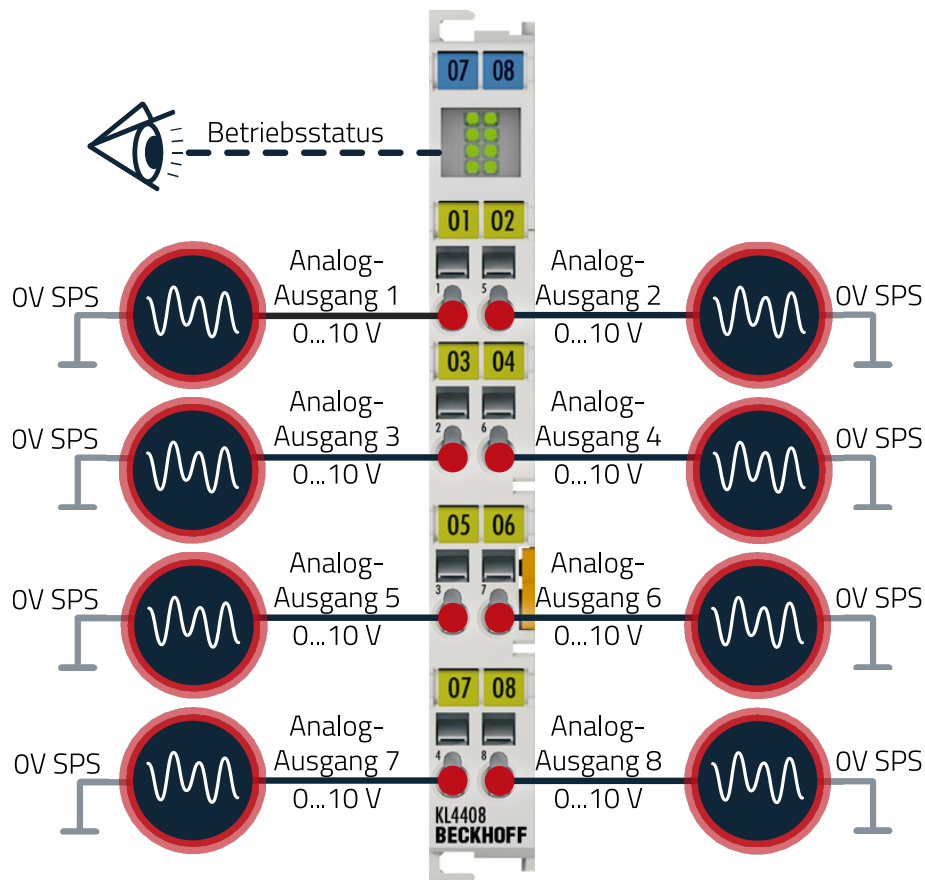 07 08
Betriebsstatus
01 02
0V SPS
Analog-
Ausgang 1
0...10 V
1
5
Analog-
Ausgang 2
0...10 V
0V SPS
03 04
0V SPS
Analog-
Ausgang 3
0...10 V
2
6
Analog-
Ausgang 4
0...10 V
0V SPS
05 06
0V SPS
Analog-
Ausgang 5
0...10 V
3
7
Analog-
Ausgang 6
0...10 V
0V SPS
07 08
0V SPS
Analog-
Ausgang 7
0...10 V
4
8
Analog-
Ausgang 8
0...10 V
0V SPS
KL4408
BECKHOFF